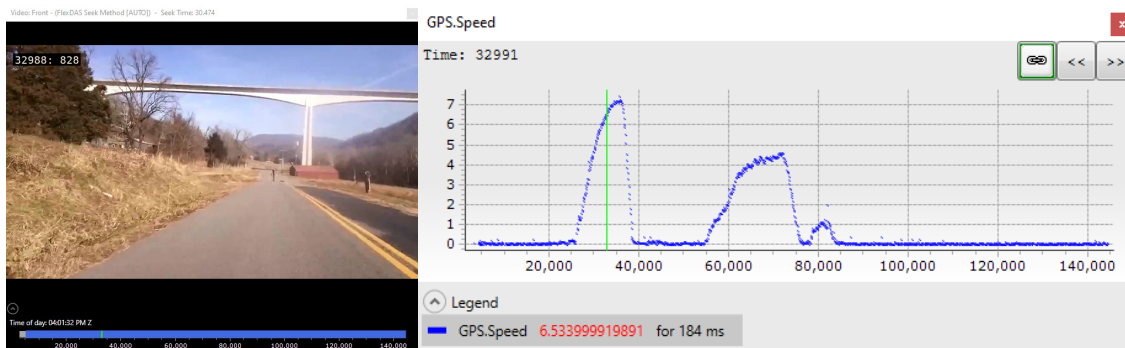 Video: Front - (FlexDAS Seek Method [AUTO]) - Seek Time: 30.474
32988: 828
Time of day: 04:01:32 PM Z
20,000 40,000 60,000 80,000 100,000 120,000 140,000
GPS.Speed
x
Time: 32991
<< >>
7
6
5
4
3
2
1
0
20,000 40,000 60,000 80,000 100,000 120,000 140,000
Legend
GPS.Speed 6.533999919891 for 184 ms